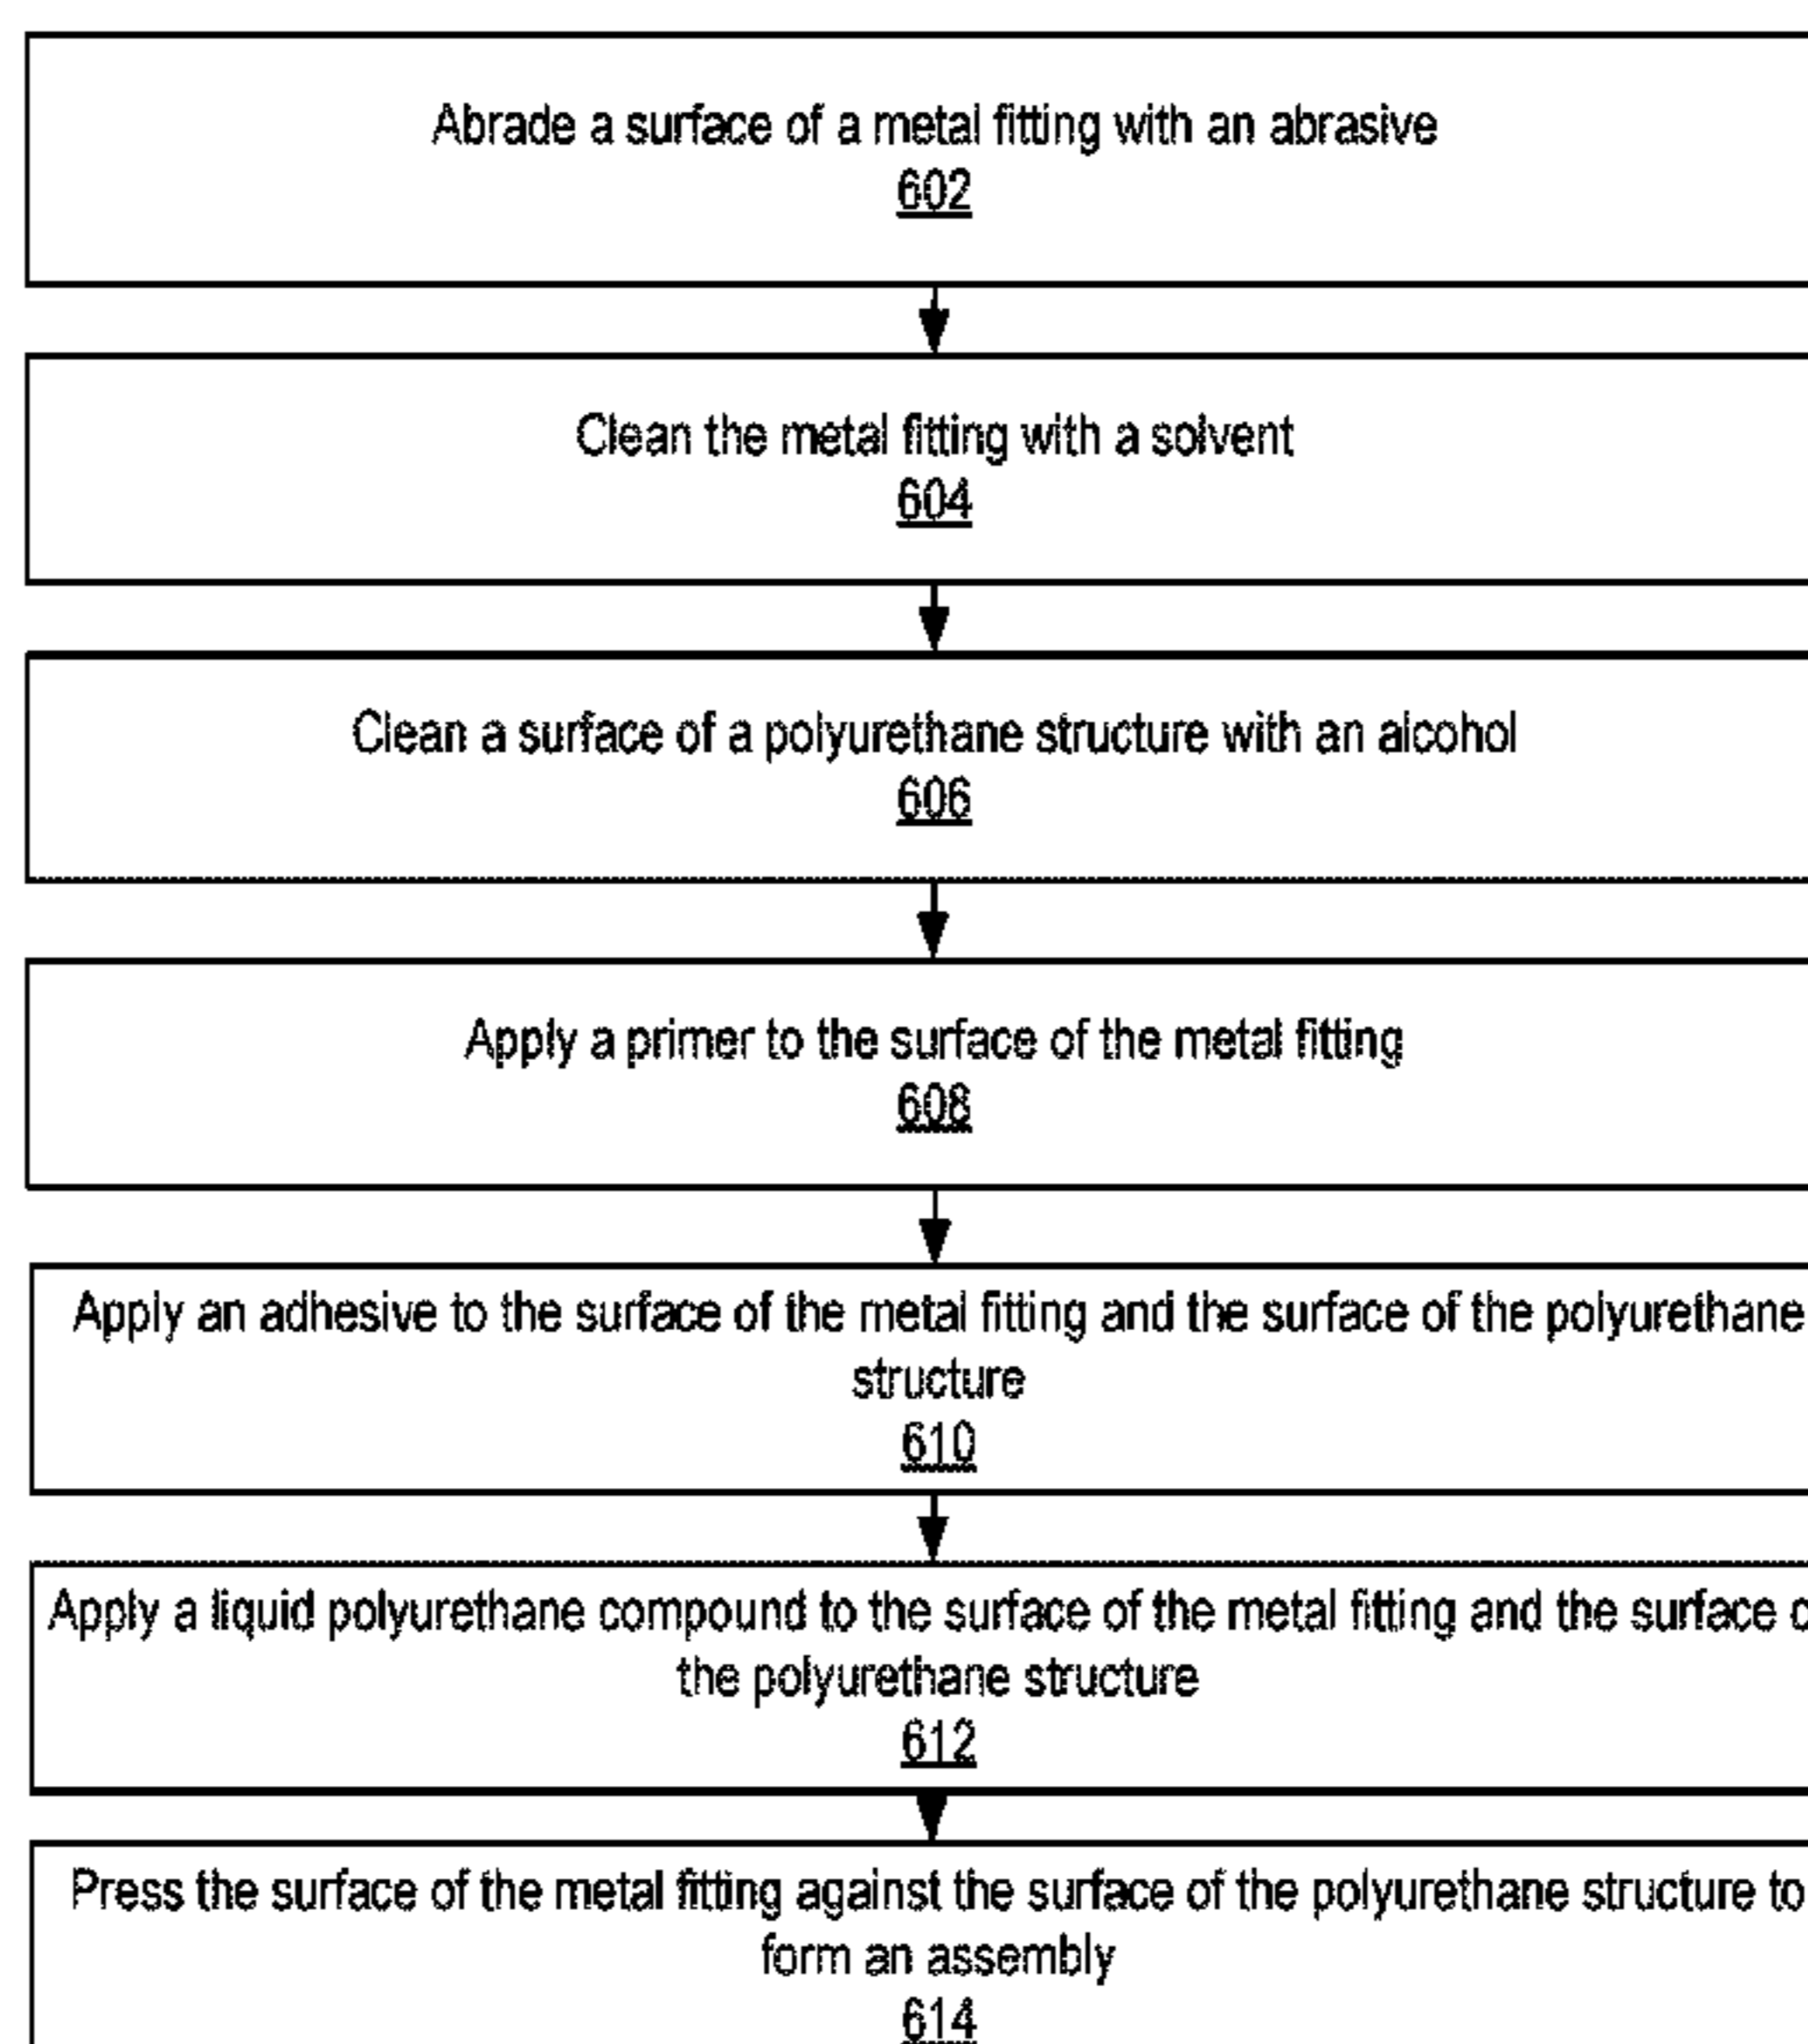 Abrade a surface of a metal fitting with an abrasive
602
Clean the metal fitting with a solvent
604
Clean a surface of a polyurethane structure with an alcohol
606
Apply a primer to the surface of the metal fitting
608
Apply an adhesive to the surface of the metal fitting and the surface of the polyurethane
structure
610
Apply a liquid polyurethane compound to the surface of the metal fitting and the surface
the polyurethane structure
612
Press the surface of the metal fitting against the surface of the polyurethane structure to
form an assembly
614